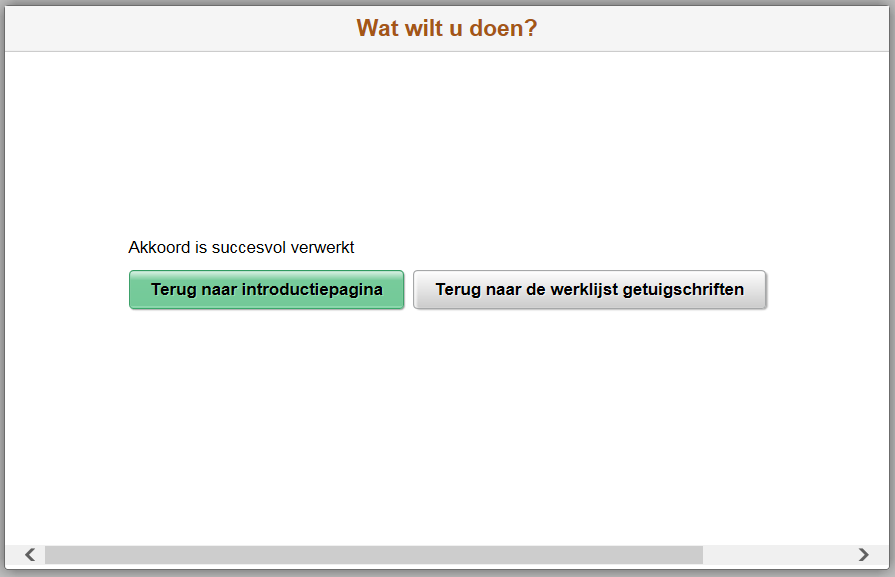 Wat wilt u doen?
Akkoord is succesvol verwerkt
Terug naar introductiepagina
Terug naar de werklijst getuigschriften